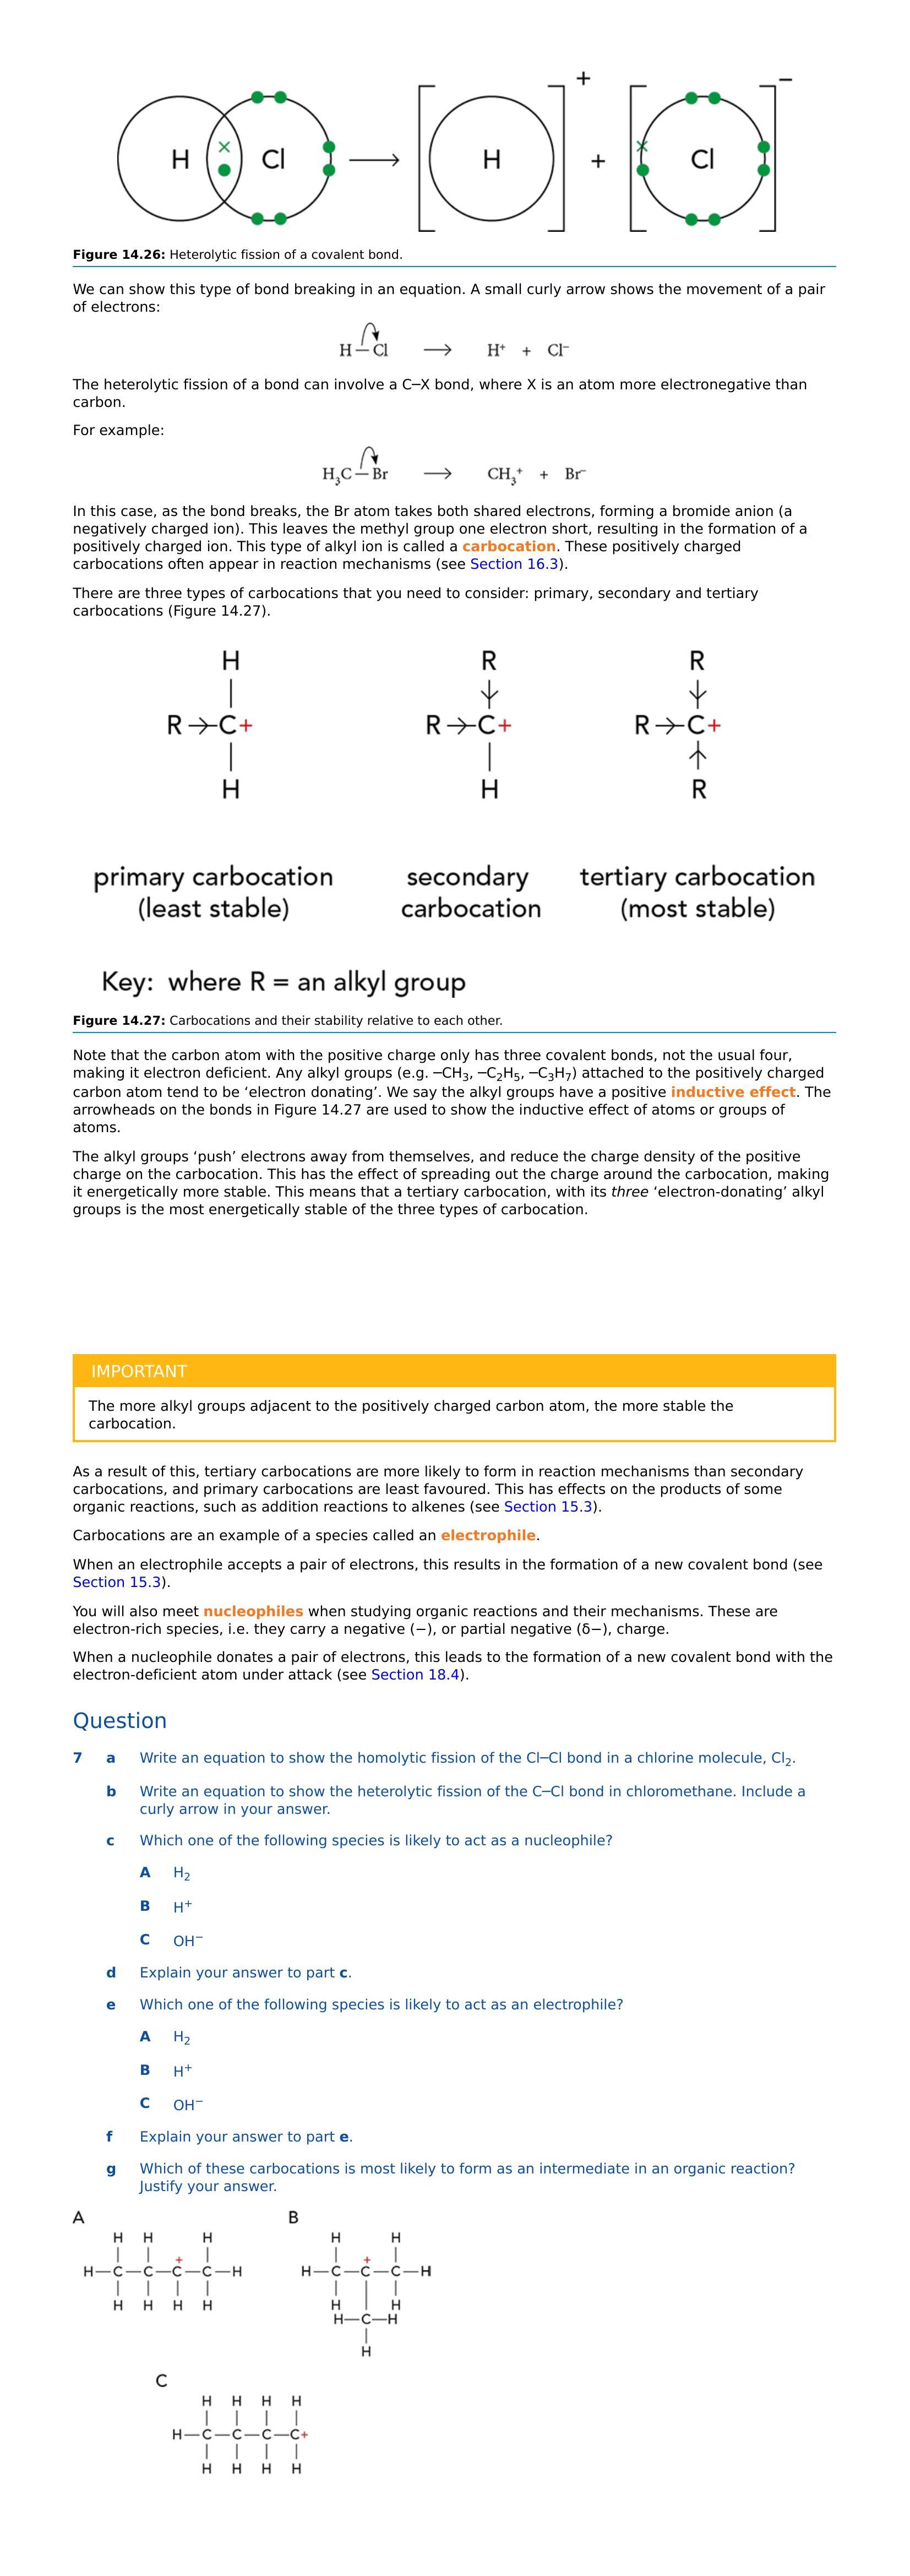 H Cl H + Cl
+ −
Figure 14.26: Heterolytic fission of a covalent bond.
We can show this type of bond breaking in an equation. A small curly arrow shows the movement of a pair
of electrons:
H—Cl ⟶ H⁺ + Cl⁻
The heterolytic fission of a bond can involve a C─X bond, where X is an atom more electronegative than
carbon.
For example:
H₃C—Br ⟶ CH₃⁺ + Br⁻
In this case, as the bond breaks, the Br atom takes both shared electrons, forming a bromide anion (a
negatively charged ion). This leaves the methyl group one electron short, resulting in the formation of a
positively charged ion. This type of alkyl ion is called a carbocation. These positively charged
carbocations often appear in reaction mechanisms (see Section 16.3).
There are three types of carbocations that you need to consider: primary, secondary and tertiary
carbocations (Figure 14.27).
H R R
R→C+ R→C+ R→C+
H H R
primary carbocation secondary tertiary carbocation
(least stable) carbocation (most stable)
Key: where R = an alkyl group
Figure 14.27: Carbocations and their stability relative to each other.
Note that the carbon atom with the positive charge only has three covalent bonds, not the usual four,
making it electron deficient. Any alkyl groups (e.g. ─CH₃, ─C₂H₅, ─C₃H₇) attached to the positively charged
carbon atom tend to be ‘electron donating’. We say the alkyl groups have a positive inductive effect. The
arrowheads on the bonds in Figure 14.27 are used to show the inductive effect of atoms or groups of
atoms.
The alkyl groups ‘push’ electrons away from themselves, and reduce the charge density of the positive
charge on the carbocation. This has the effect of spreading out the charge around the carbocation, making
it energetically more stable. This means that a tertiary carbocation, with its three ‘electron-donating’ alkyl
groups is the most energetically stable of the three types of carbocation.
IMPORTANT
The more alkyl groups adjacent to the positively charged carbon atom, the more stable the
carbocation.
As a result of this, tertiary carbocations are more likely to form in reaction mechanisms than secondary
carbocations, and primary carbocations are least favoured. This has effects on the products of some
organic reactions, such as addition reactions to alkenes (see Section 15.3).
Carbocations are an example of a species called an electrophile.
When an electrophile accepts a pair of electrons, this results in the formation of a new covalent bond (see
Section 15.3).
You will also meet nucleophiles when studying organic reactions and their mechanisms. These are
electron-rich species, i.e. they carry a negative (−), or partial negative (δ−), charge.
When a nucleophile donates a pair of electrons, this leads to the formation of a new covalent bond with the
electron-deficient atom under attack (see Section 18.4).
Question
7 a Write an equation to show the homolytic fission of the Cl─Cl bond in a chlorine molecule, Cl₂.
b Write an equation to show the heterolytic fission of the C─Cl bond in chloromethane. Include a
curly arrow in your answer.
c Which one of the following species is likely to act as a nucleophile?
A H₂
B H⁺
C OH⁻
d Explain your answer to part c.
e Which one of the following species is likely to act as an electrophile?
A H₂
B H⁺
C OH⁻
f Explain your answer to part e.
g Which of these carbocations is most likely to form as an intermediate in an organic reaction?
Justify your answer.
A B
H H H H H
+ +
H—C—C—C—C—H H—C—C—C—H
H H H H H H
H—C—H
H
C
H H H H
H—C—C—C—C+
H H H H